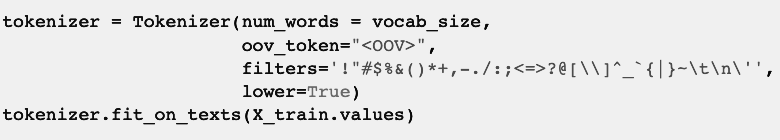 tokenizer = Tokenizer(num_words = vocab_size,
oov_token="<OOV>",
filters='!"#$%&()*+,-./:;<=>?@[\\]^_`{|}~\t\n\'',
lower=True)
tokenizer.fit_on_texts(X_train.values)